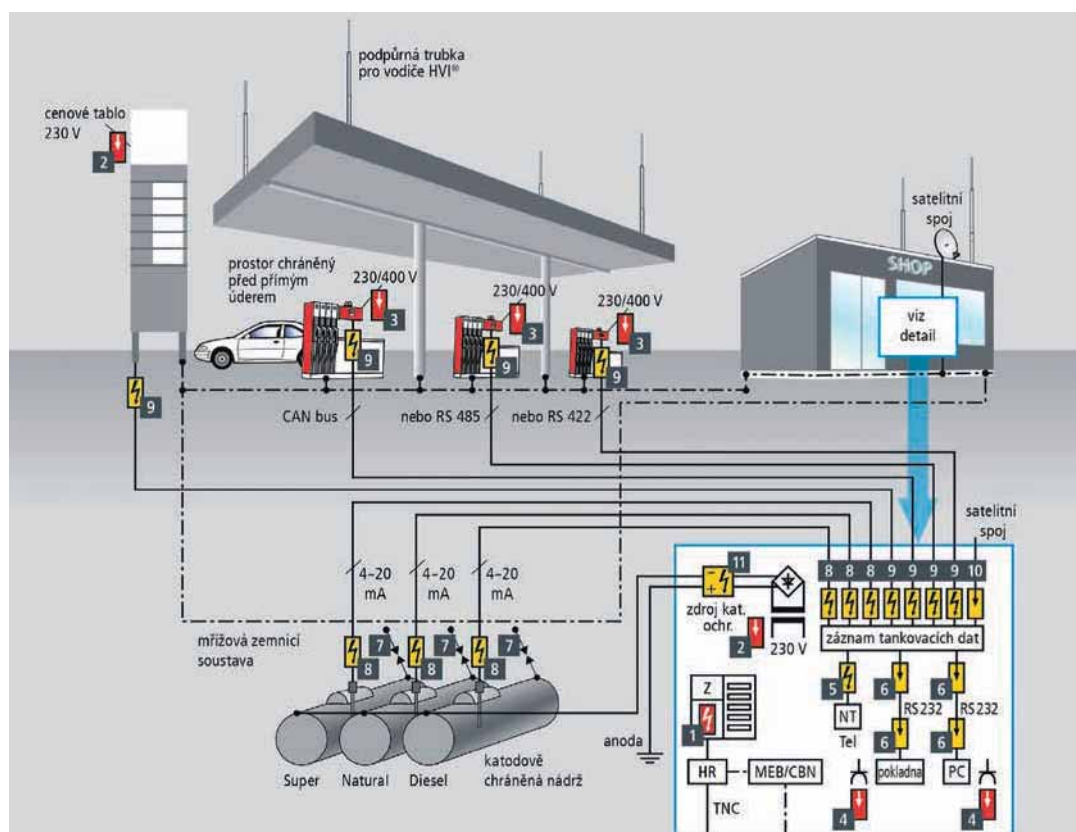 podpůrná trubka
pro vodiče HVI®
cenové tablo
230 V
2
satelitní
spoj
SHOP
prostor chráněný
před přímým
úderem
230/400 V
230/400 V
230/400 V
3
3
3
9
9
9
viz
detail
9
CAN bus
nebo RS 485
nebo RS 422
satelitní
spoj
4–20
mA
4–20
mA
4–20
mA
11
8 8 8 9 9 9 9 10
– +
zdroj kat.
ochr.
2
230 V
záznam tankovacích dat
mřížová zemnicí
soustava
7
7
7
8
8
8
5
6
6
NT
Tel
RS 232
RS 232
Z
1
6
6
anoda
HR
MEB/CBN
pokladna
PC
Super
Natural
Diesel
katodově
chráněná nádrž
TNC
4
4